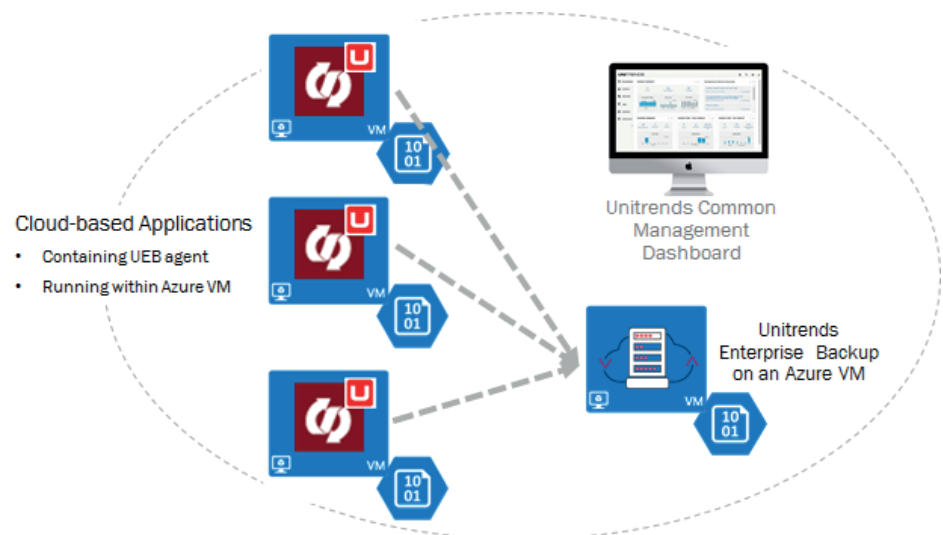 U
VM
10
01
Cloud-based Applications
• Containing UEB agent
• Running within Azure VM
U
VM
10
01
U
VM
10
01
UNITRENDS
Unitrends Common
Management
Dashboard
Unitrends
Enterprise Backup
on an Azure VM
VM
10
01